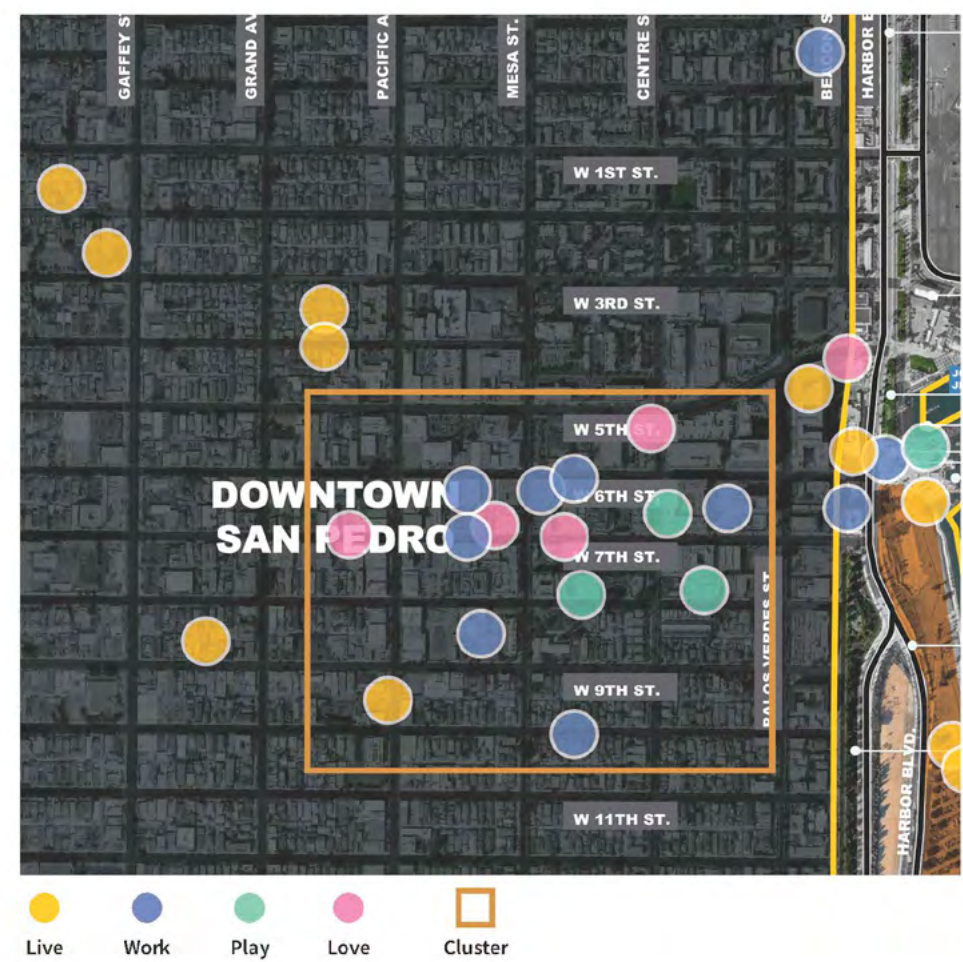 GAFFEY ST
GRAND AV
PACIFIC A
MESA ST.
CENTRE S
HARBOR B
W 1ST ST.
W 3RD ST.
W 5TH ST.
DOWNTOWN
SAN PEDRO
W 6TH ST.
W 7TH ST.
PALOS VERDES ST
W 9TH ST.
HARBOR BLVD.
W 11TH ST.
Live
Work
Play
Love
Cluster